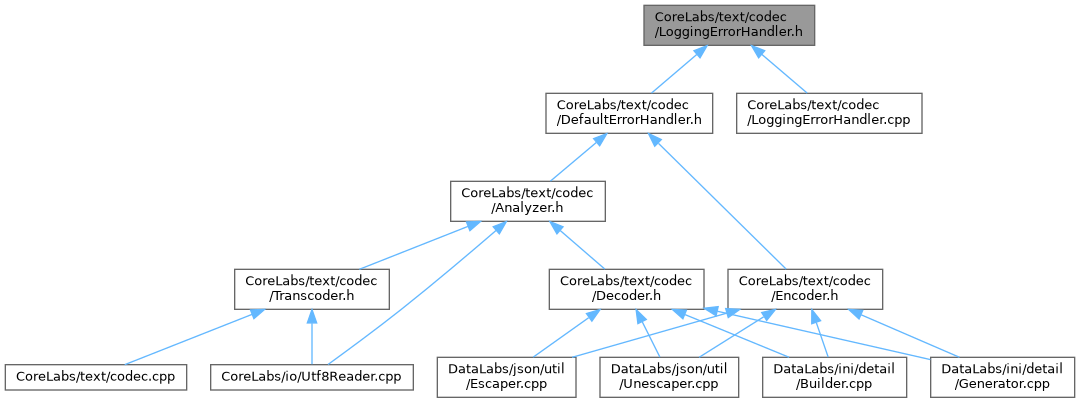 CoreLabs/text/codec
/LoggingErrorHandler.h
CoreLabs/text/codec
/DefaultErrorHandler.h
CoreLabs/text/codec
/LoggingErrorHandler.cpp
CoreLabs/text/codec
/Analyzer.h
CoreLabs/text/codec
/Transcoder.h
CoreLabs/text/codec
/Decoder.h
CoreLabs/text/codec
/Encoder.h
CoreLabs/text/codec.cpp
CoreLabs/io/Utf8Reader.cpp
DataLabs/json/util
/Escaper.cpp
DataLabs/json/util
/Unescaper.cpp
DataLabs/ini/detail
/Builder.cpp
DataLabs/ini/detail
/Generator.cpp